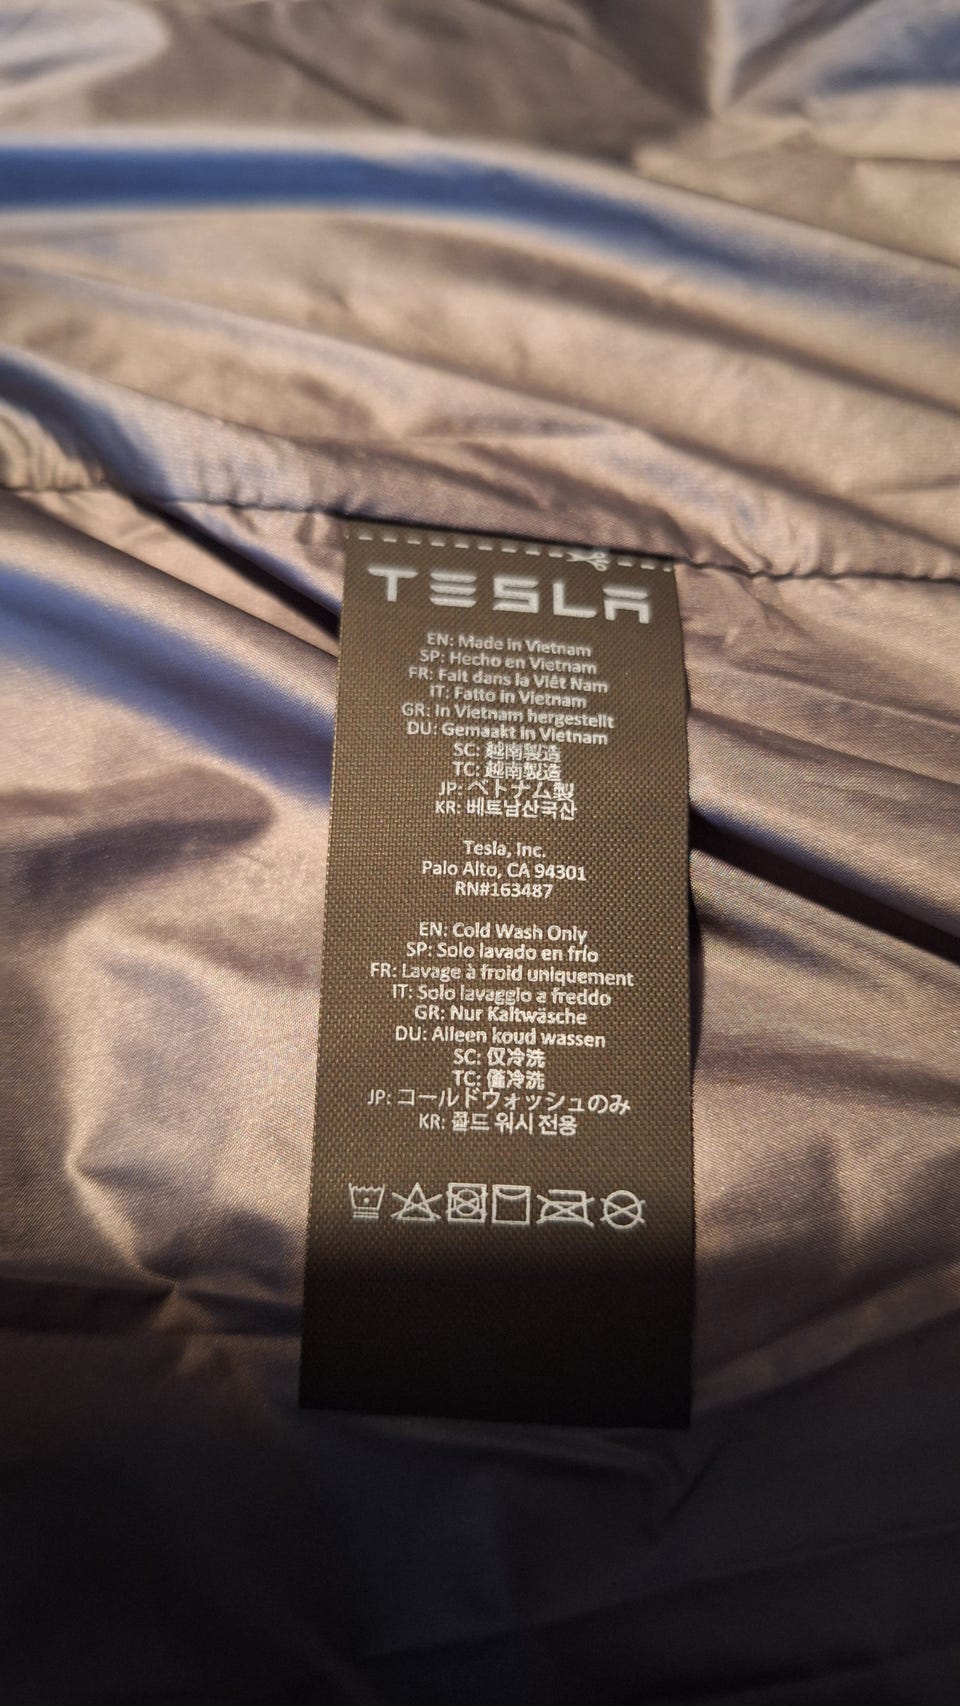 TESLA
EN: Made in Vietnam
SP: Hecho en Vietnam
FR: Fait dans la Viêt Nam
IT: Fatto in Vietnam
GR: In Vietnam hergestellt
DU: Gemaakt in Vietnam
SC: 越南製造
TC: 越南製造
JP: ベトナム製
KR: 베트남산국산
Tesla, Inc.
Palo Alto, CA 94301
RN#163487
EN: Cold Wash Only
SP: Solo lavado en frío
FR: Lavage à froid uniquement
IT: Solo lavaggio a freddo
GR: Nur Kaltwäsche
DU: Alleen koud wassen
SC: 仅冷洗
TC: 僅冷洗
JP: コールドウォッシュのみ
KR: 콜드 워시 전용